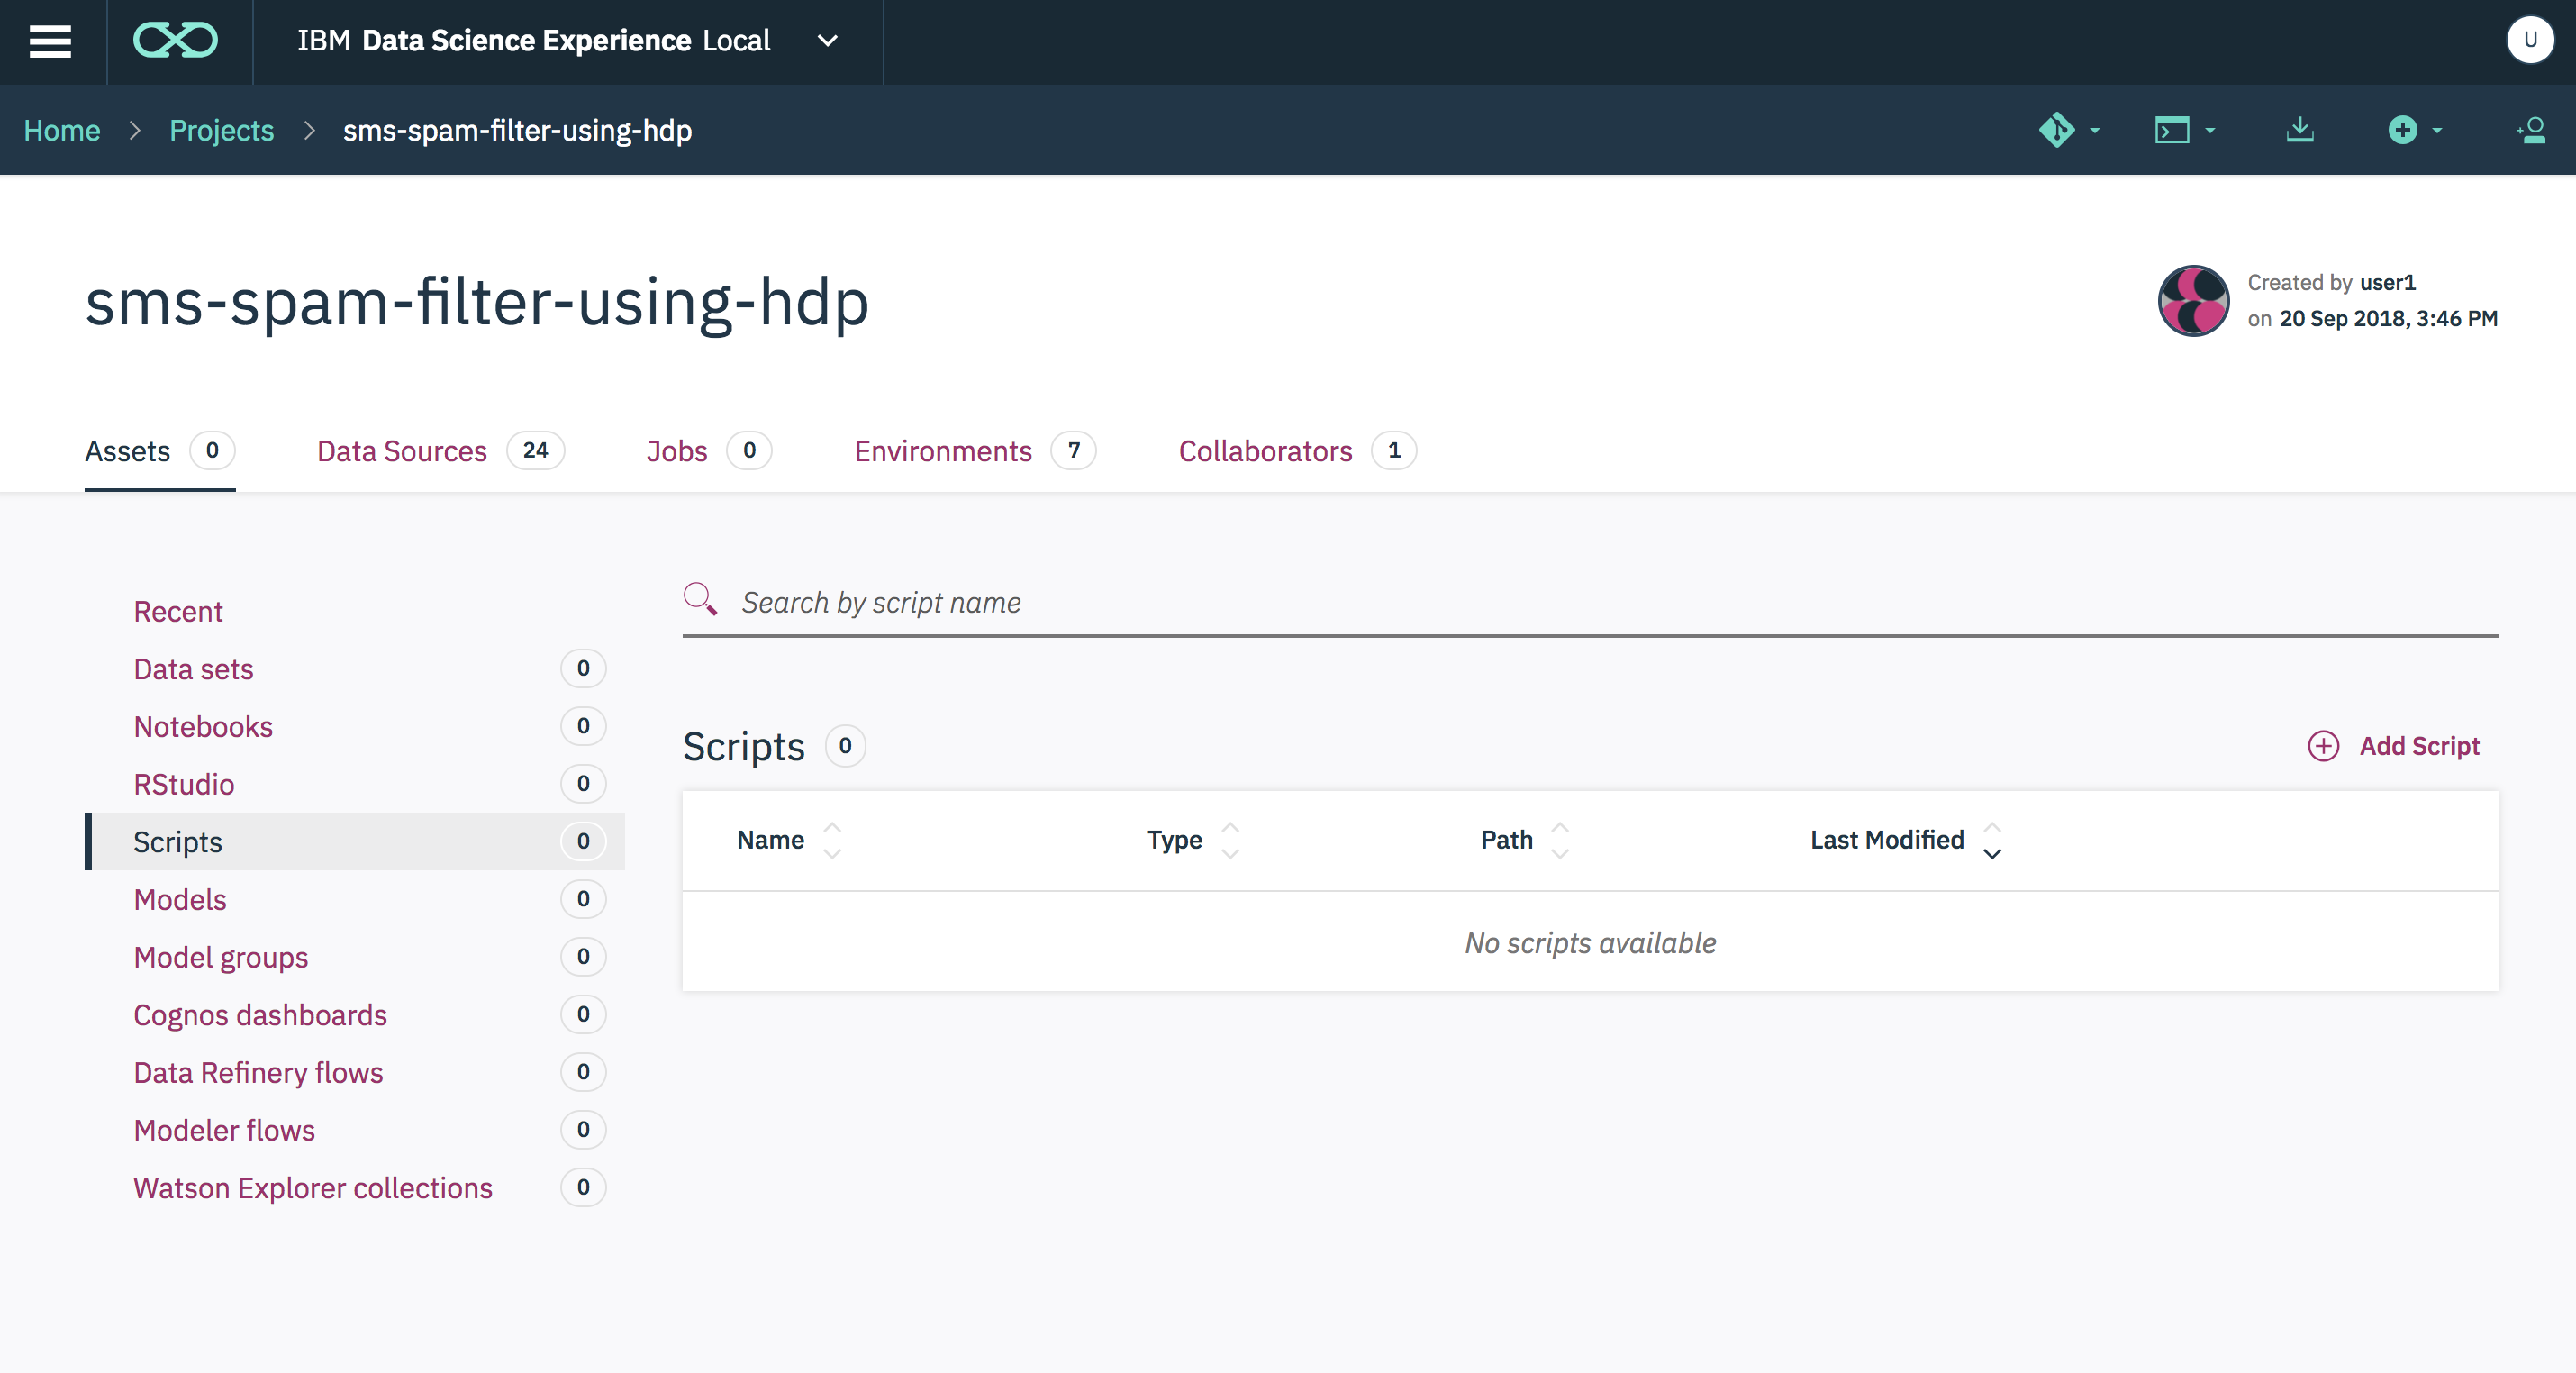 IBM Data Science Experience Local
U
Home > Projects > sms-spam-filter-using-hdp
sms-spam-filter-using-hdp
Created by user1
on 20 Sep 2018, 3:46 PM
Assets 0 Data Sources 24 Jobs 0 Environments 7 Collaborators 1
Recent
Data sets 0
Notebooks 0
RStudio 0
Scripts 0
Models 0
Model groups 0
Cognos dashboards 0
Data Refinery flows 0
Modeler flows 0
Watson Explorer collections 0
Search by script name
Scripts 0
Add Script
Name Type Path Last Modified
No scripts available